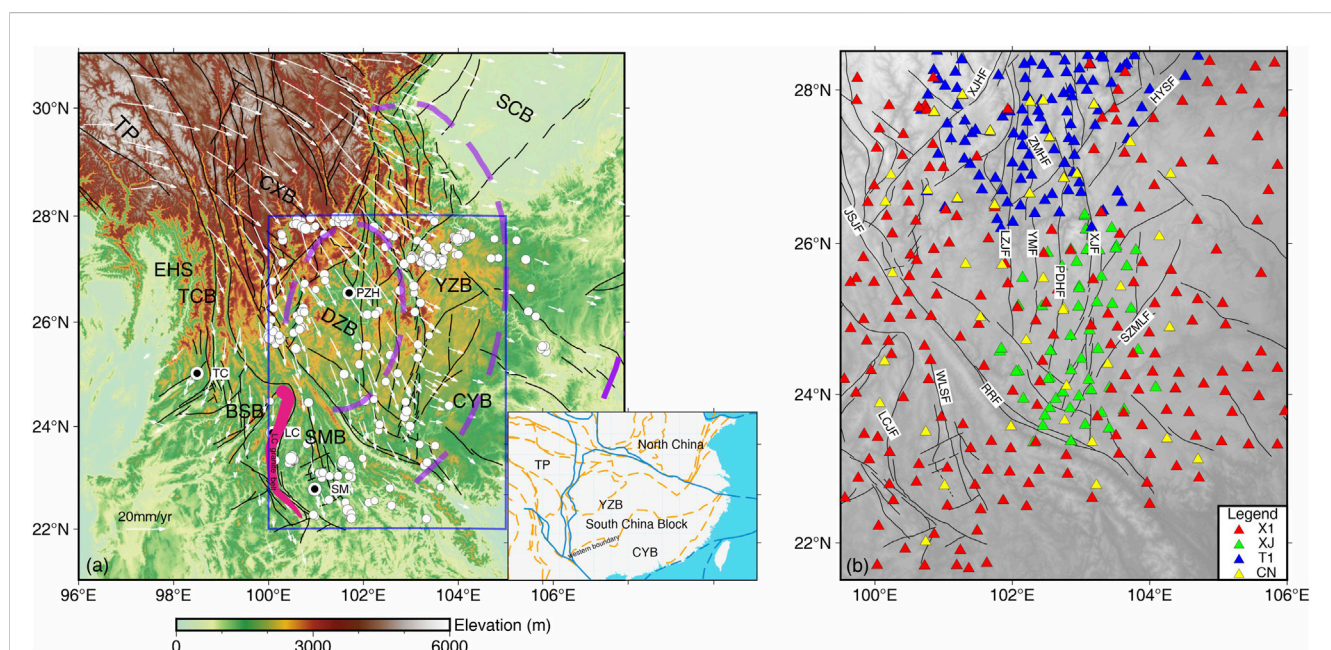 30°N
28°N
26°N
24°N
22°N
TP
SCB
CXB
EHS
TCB
DZB
YZB
PZH
TC
BSB
LC
SMB
CYB
SM
20mm/yr
(a)
96°E
98°E
100°E
102°E
104°E
106°E
North China
TP
YZB
South China Block
western boundary
CYB
0
3000
6000
Elevation (m)
28°N
26°N
24°N
22°N
XJHF
HYSF
ZMHF
JSJF
LZJF
YMF
XJF
PDHF
SZMLF
WLSF
RRF
LCJF
Legend
X1
XJ
T1
CN
(b)
100°E
102°E
104°E
106°E